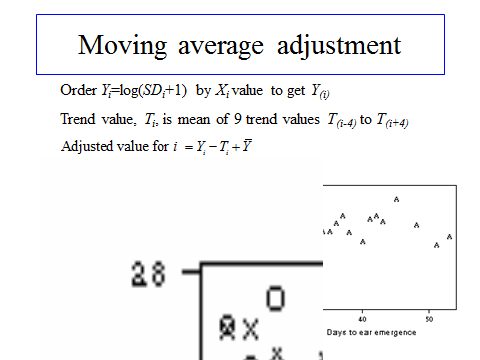 Moving average adjustment
Order Yᵢ=log(SDᵢ+1) by Xᵢ value to get Y₍ᵢ₎
Trend value, Tᵢ, is mean of 9 trend values T₍ᵢ₋₄₎ to T₍ᵢ₊₄₎
Adjusted value for i = Yᵢ − Tᵢ + Ȳ
A
A A A
A A A A A
A A A
40 50
Days to ear emergence
O
X
x